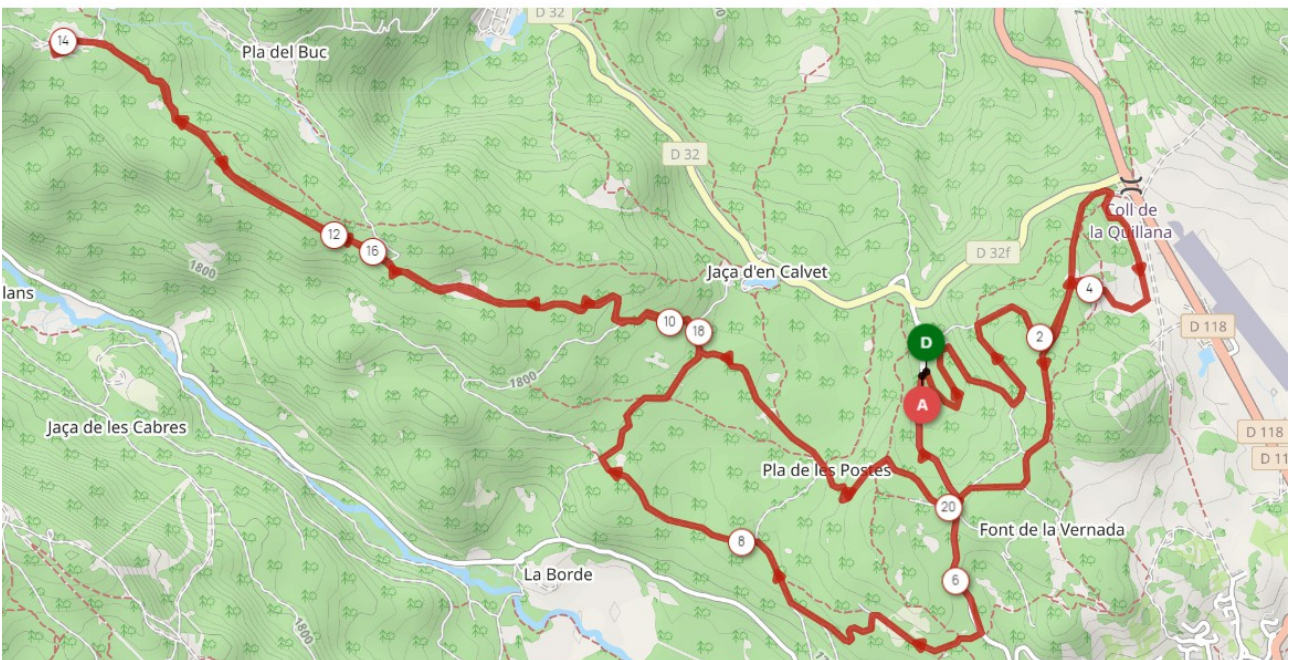 D 32
14
Pla del Buc
D 32
Coll de
la Quillana
D 32f
12
16
1800
Jaça d'en Calvet
lans
4
10
18
D
2
D 118
1800
A
Jaça de les Cabres
D 118
D 11
Pla de les Postes
20
8
Font de la Vernada
La Borde
6
1800